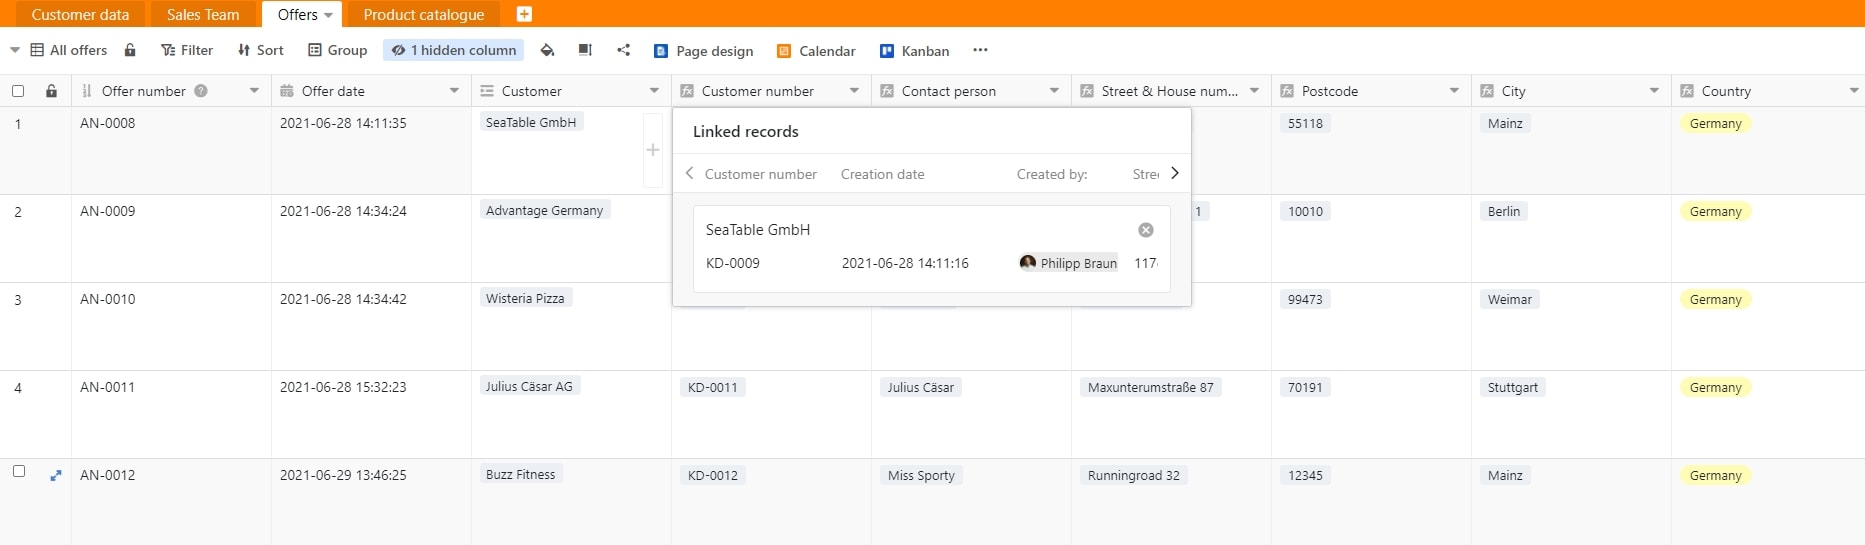 Customer data Sales Team Offers Product catalogue
All offers Filter Sort Group 1 hidden column Page design Calendar Kanban
Offer number Offer date Customer Customer number Contact person Street & House num... Postcode City Country
1 AN-0008 2021-06-28 14:11:35 SeaTable GmbH 55118 Mainz Germany
Linked records
Customer number Creation date Created by:
2 AN-0009 2021-06-28 14:34:24 Advantage Germany 1 10010 Berlin Germany
SeaTable GmbH
KD-0009 2021-06-28 14:11:16 Philipp Braun
3 AN-0010 2021-06-28 14:34:42 Wisteria Pizza 99473 Weimar Germany
4 AN-0011 2021-06-28 15:32:23 Julius Cäsar AG KD-0011 Julius Cäsar Maxunterumstraße 87 70191 Stuttgart Germany
AN-0012 2021-06-29 13:46:25 Buzz Fitness KD-0012 Miss Sporty Runningroad 32 12345 Mainz Germany